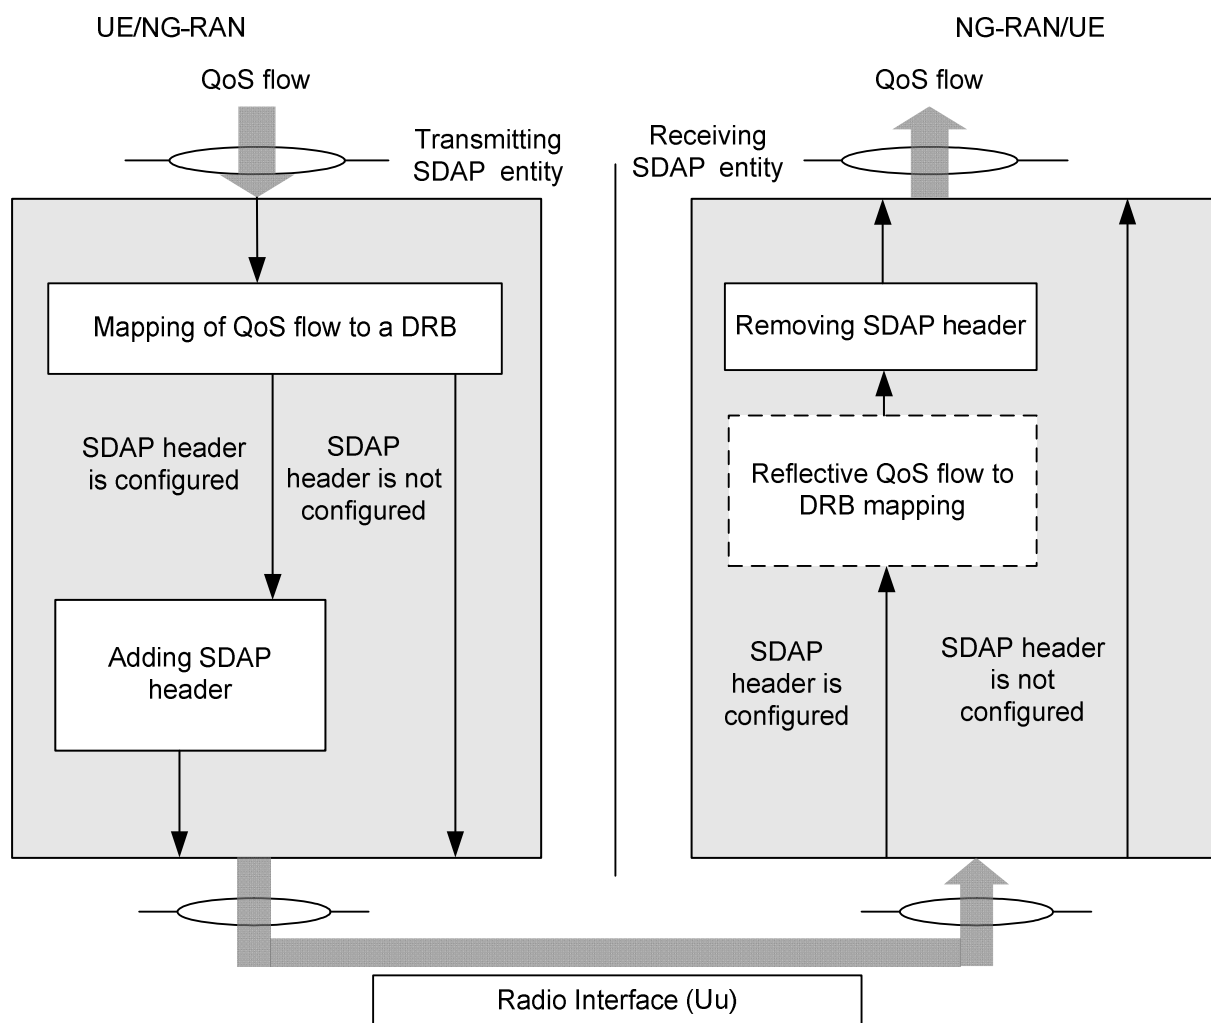 UE/NG-RAN
NG-RAN/UE
QoS flow
QoS flow
Transmitting
SDAP entity
Receiving
SDAP entity
Mapping of QoS flow to a DRB
SDAP header
is configured
SDAP
header is not
configured
Adding SDAP
header
Removing SDAP header
Reflective QoS flow to
DRB mapping
SDAP
header is
configured
SDAP header
is not
configured
Radio Interface (Uu)